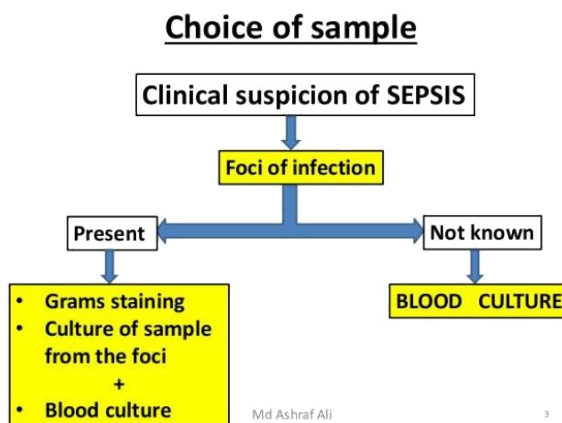 Choice of sample
Clinical suspicion of SEPSIS
Foci of infection
Present
Not known
• Grams staining
• Culture of sample
from the foci
+
• Blood culture
BLOOD CULTURE
Md Ashraf Ali
3